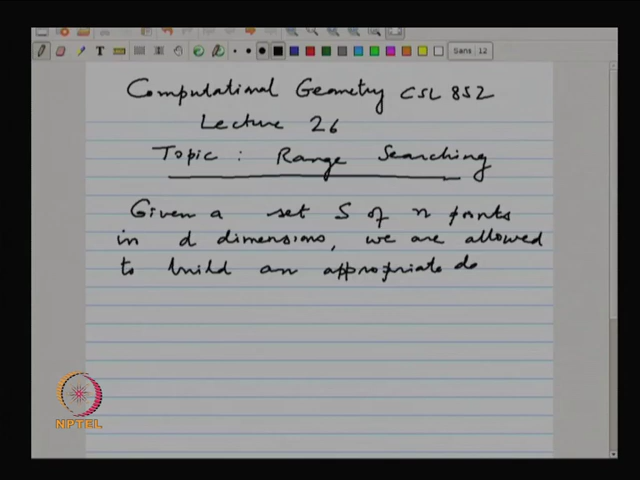 Sans 12
Computational Geometry CSL 852
Lecture 26
Topic : Range Searching
Given a set S of n points
in d dimensions, we are allowed
to build an appropriate da
NPTEL